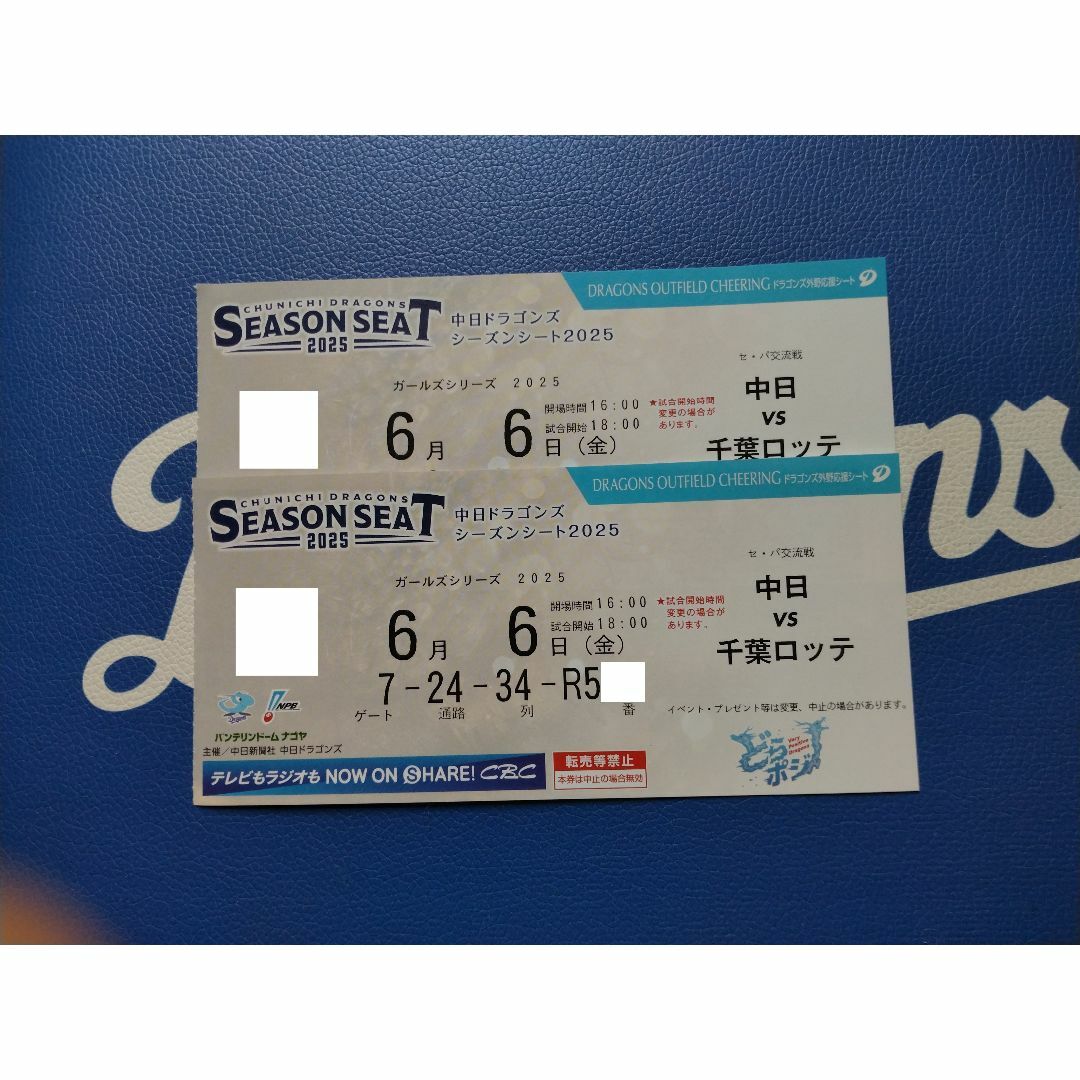 DRAGONS OUTFIELD CHEERING ドラゴンズ外野応援シート
CHUNICHI DRAGONS
SEASON SEAT
2025
中日ドラゴンズ
シーズンシート2025
セ・パ交流戦
ガールズシリーズ 2025
6月 6日(金)
開場時間16:00
試合開始18:00
★試合開始時間
変更の場合が
あります。
中日
VS
千葉ロッテ
DRAGONS OUTFIELD CHEERING ドラゴンズ外野応援シート
CHUNICHI DRAGONS
SEASON SEAT
2025
中日ドラゴンズ
シーズンシート2025
セ・パ交流戦
ガールズシリーズ 2025
6月 6日(金)
開場時間16:00
試合開始18:00
★試合開始時間
変更の場合が
あります。
中日
VS
千葉ロッテ
7-24-34-R5
ゲート 通路 列 番
イベント・プレゼント等は変更、中止の場合があります。
Dragons
NPB
バンテリンドーム ナゴヤ
主催/中日新聞社 中日ドラゴンズ
テレビもラジオも NOW ON SHARE! CBC
転売等禁止
本券は中止の場合無効
どらポジ
Very
Positive
Dragons